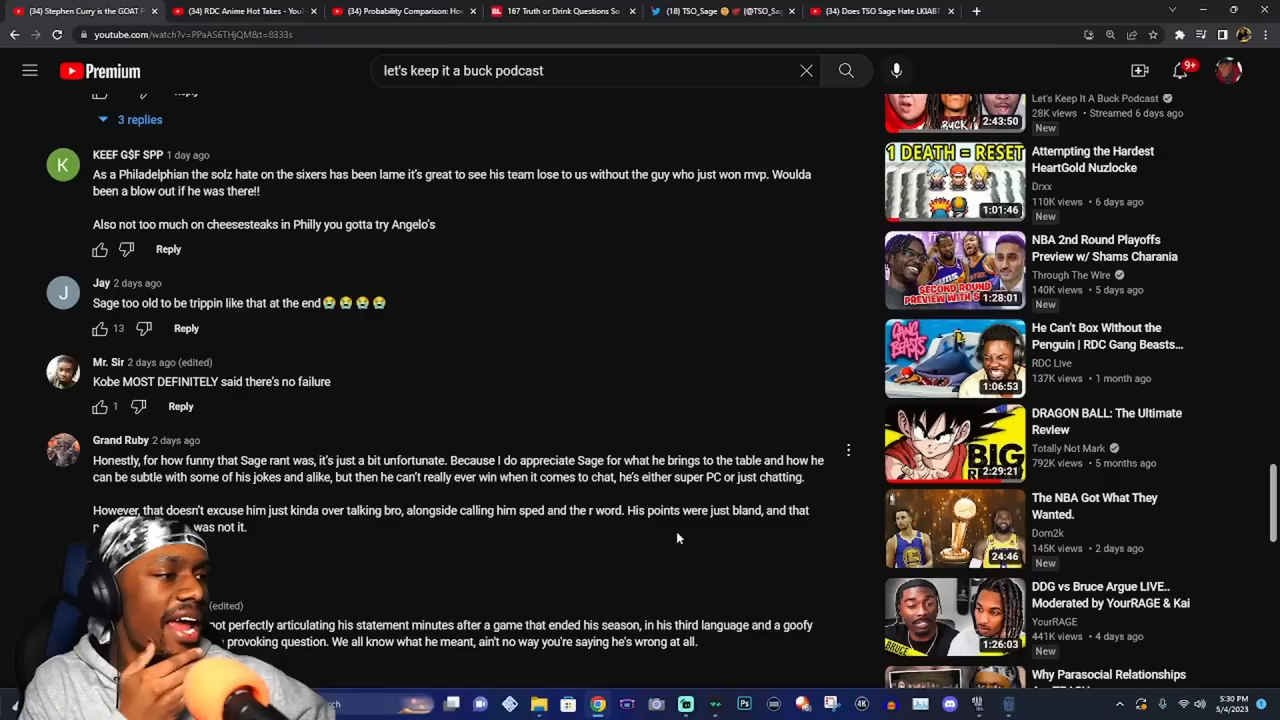 (34) Stephen Curry is the GOAT P
(34) RDC Anime Hot Takes - YouT
(34) Probability Comparison: Ho
167 Truth or Drink Questions So
(18) TSO_Sage (@TSO_Sag
(34) Does TSO Sage Hate LKIAB?
youtube.com/watch?v=PPaAS6THjQM&t=8333s
Premium
let's keep it a buck podcast
9+
Reply
3 replies
KEEF G$F SPP 1 day ago
As a Philadelphian the solz hate on the sixers has been lame it's great to see his team lose to us without the guy who just won mvp. Woulda
been a blow out if he was there!!
Also not too much on cheesesteaks in Philly you gotta try Angelo's
Reply
Jay 2 days ago
Sage too old to be trippin like that at the end😭😭😭😭
13 Reply
Mr. Sir 2 days ago (edited)
Kobe MOST DEFINITELY said there's no failure
1 Reply
Grand Ruby 2 days ago
Honestly, for how funny that Sage rant was, it's just a bit unfortunate. Because I do appreciate Sage for what he brings to the table and how he
can be subtle with some of his jokes and alike, but then he can't really ever win when it comes to chat, he's either super PC or just chatting.
However, that doesn't excuse him just kinda over talking bro, alongside calling him sped and the r word. His points were just bland, and that
was not it.
(edited)
not perfectly articulating his statement minutes after a game that ended his season, in his third language and a goofy
provoking question. We all know what he meant, ain't no way you're saying he's wrong at all.
Let's Keep It A Buck Podcast
28K views • Streamed 6 days ago
New
BUCK
2:43:50
1 DEATH = RESET
1:01:46
Attempting the Hardest
HeartGold Nuzlocke
Drxx
110K views • 6 days ago
New
SECOND ROUND
PREVIEW WITH S
1:28:01
NBA 2nd Round Playoffs
Preview w/ Shams Charania
Through The Wire
140K views • 5 days ago
New
GANG
BEASTS
1:06:53
He Can't Box Without the
Penguin | RDC Gang Beasts...
RDC Live
137K views • 1 month ago
BIG
2:29:21
DRAGON BALL: The Ultimate
Review
Totally Not Mark
792K views • 5 months ago
24:46
The NBA Got What They
Wanted.
Dom2k
145K views • 2 days ago
New
BRUCE
1:26:03
DDG vs Bruce Argue LIVE..
Moderated by YourRAGE & Kai
YourRAGE
441K views • 4 days ago
New
Why Parasocial Relationships
5:30 PM
5/4/2023